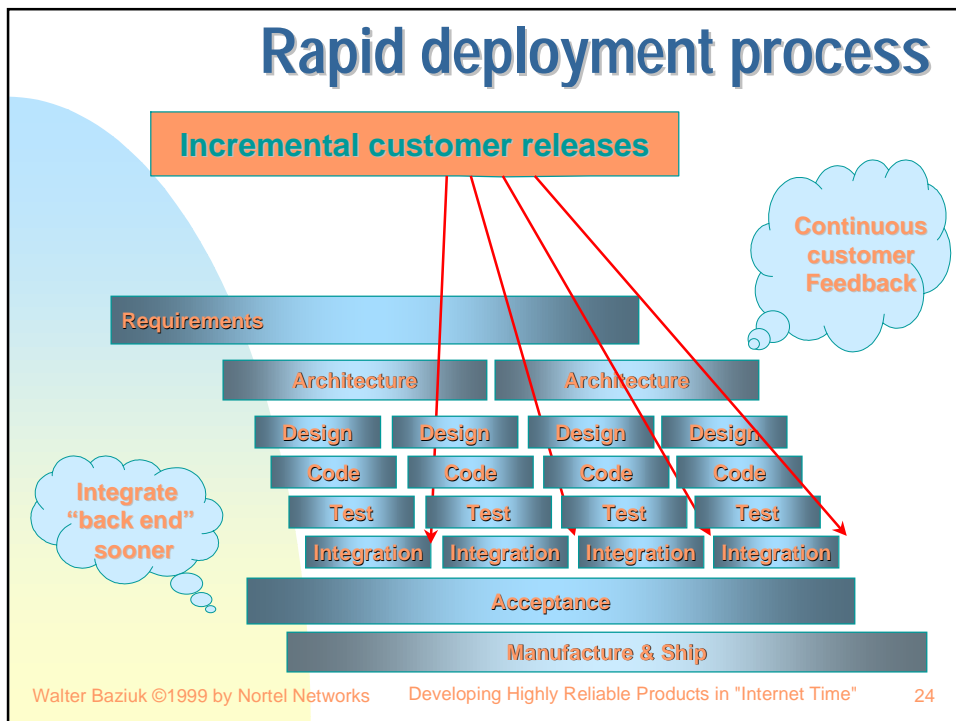 Rapid deployment process
Incremental customer releases
Continuous
customer
Feedback
Requirements
Architecture Architecture
Design Design Design Design
Code Code Code Code
Integrate
“back end”
sooner
Test Test Test Test
Integration Integration Integration Integration
Acceptance
Manufacture & Ship
Walter Baziuk ©1999 by Nortel Networks Developing Highly Reliable Products in "Internet Time" 24